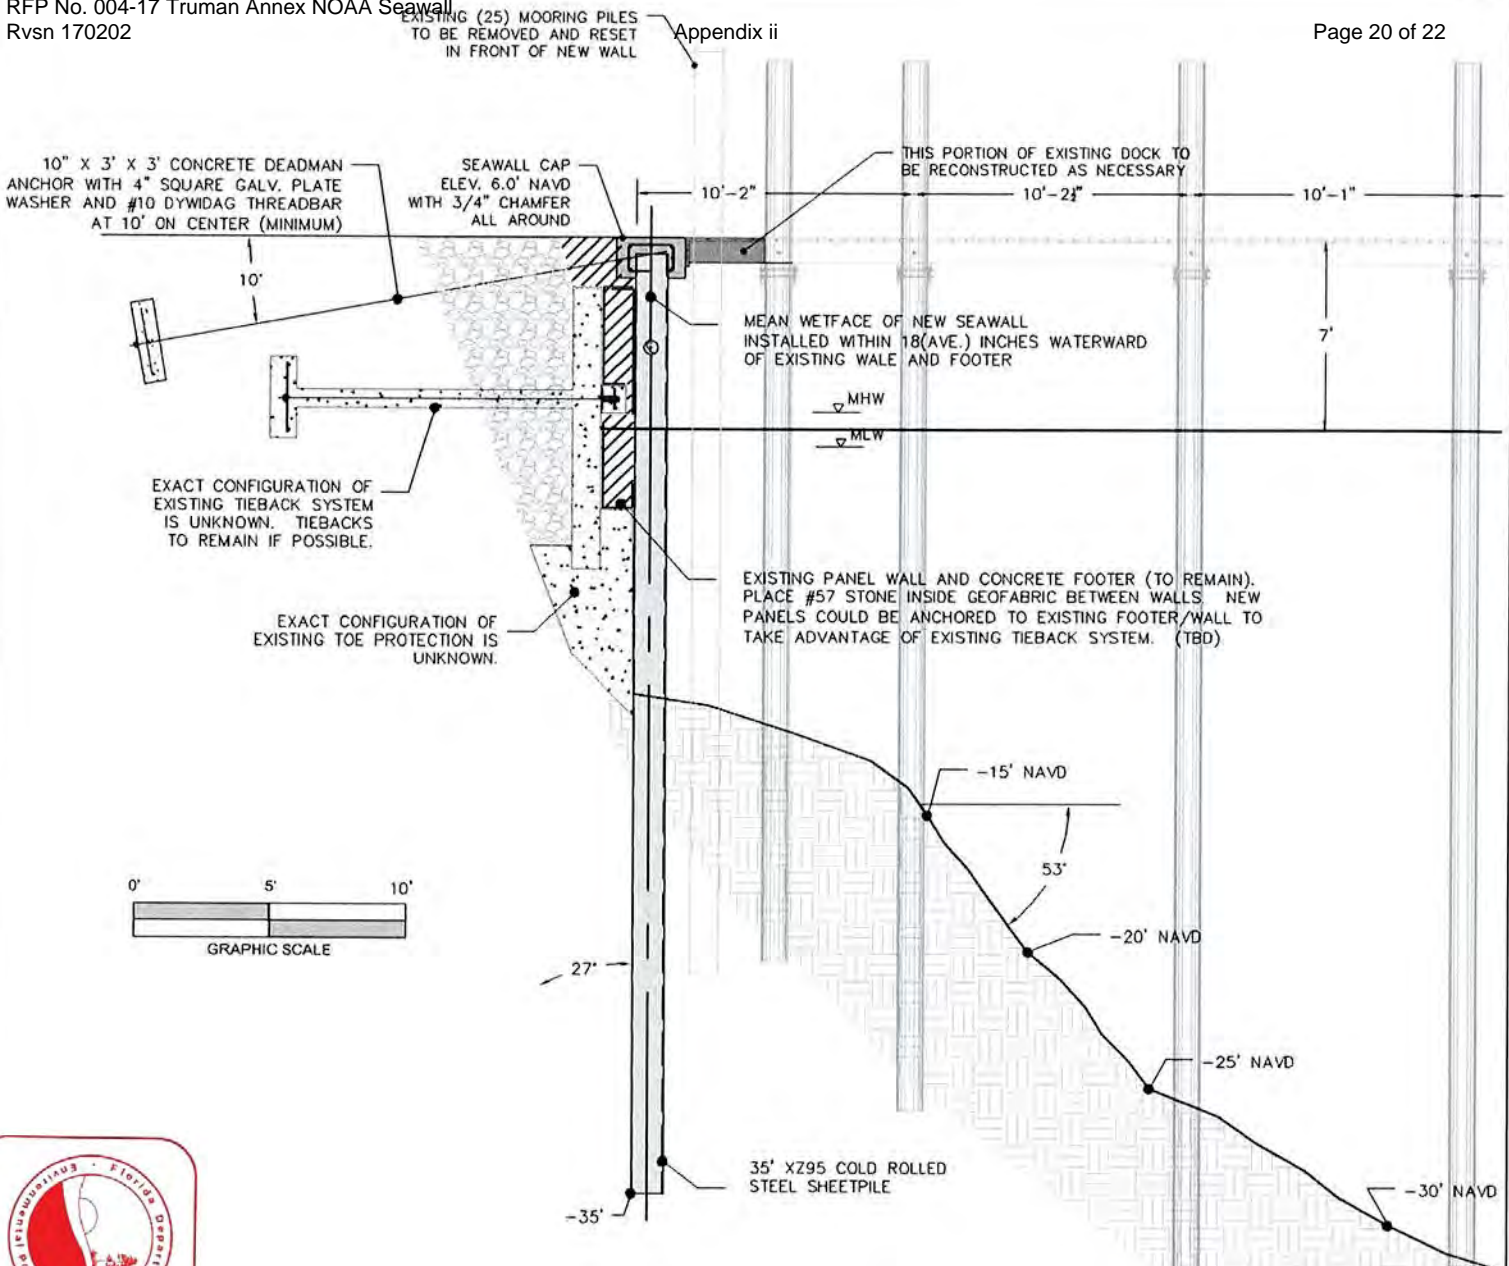 RFP No. 004-17 Truman Annex NOAA Seawall
Rvsn 170202
Appendix ii
Page 20 of 22
EXISTING (25) MOORING PILES
TO BE REMOVED AND RESET
IN FRONT OF NEW WALL
10" X 3' X 3' CONCRETE DEADMAN
ANCHOR WITH 4" SQUARE GALV. PLATE
WASHER AND #10 DYWIDAG THREADBAR
AT 10' ON CENTER (MINIMUM)
SEAWALL CAP
ELEV. 6.0' NAVD
WITH 3/4" CHAMFER
ALL AROUND
THIS PORTION OF EXISTING DOCK TO
BE RECONSTRUCTED AS NECESSARY
10'-2"
10'-2½"
10'-1"
10°
7'
MEAN WETFACE OF NEW SEAWALL
INSTALLED WITHIN 18(AVE.) INCHES WATERWARD
OF EXISTING WALE AND FOOTER
MHW
MLW
EXACT CONFIGURATION OF
EXISTING TIEBACK SYSTEM
IS UNKNOWN. TIEBACKS
TO REMAIN IF POSSIBLE.
EXISTING PANEL WALL AND CONCRETE FOOTER (TO REMAIN).
PLACE #57 STONE INSIDE GEOFABRIC BETWEEN WALLS. NEW
PANELS COULD BE ANCHORED TO EXISTING FOOTER/WALL TO
TAKE ADVANTAGE OF EXISTING TIEBACK SYSTEM. (TBD)
EXACT CONFIGURATION OF
EXISTING TOE PROTECTION IS
UNKNOWN.
-15' NAVD
53°
0' 5' 10'
GRAPHIC SCALE
-20' NAVD
27°
-25' NAVD
35' XZ95 COLD ROLLED
STEEL SHEETPILE
-35'
-30' NAVD
Environmental
Florida